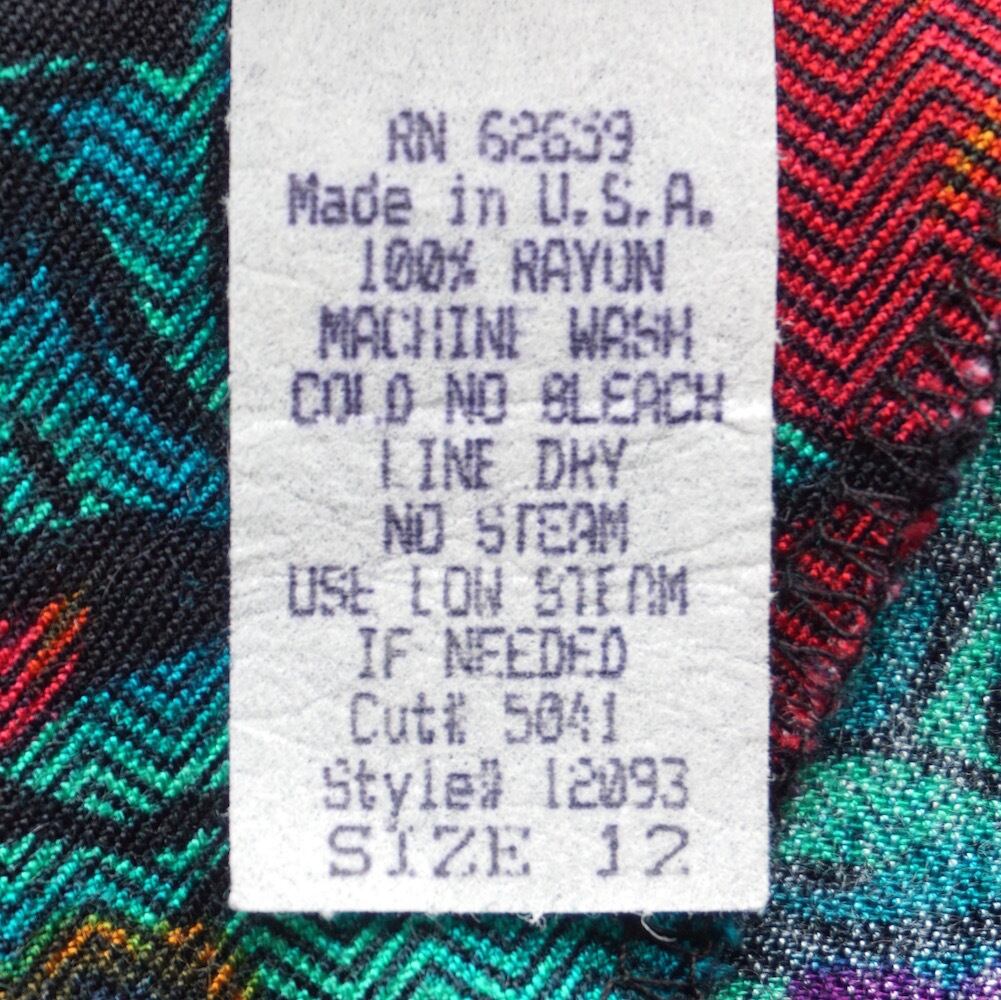 RN 62639
Made in U.S.A.
100% RAYON
MACHINE WASH
COLD NO BLEACH
LINE DRY
NO STEAM
USE LOW STEAM
IF NEEDED
Cut# 5041
Style# 12093
SIZE 12